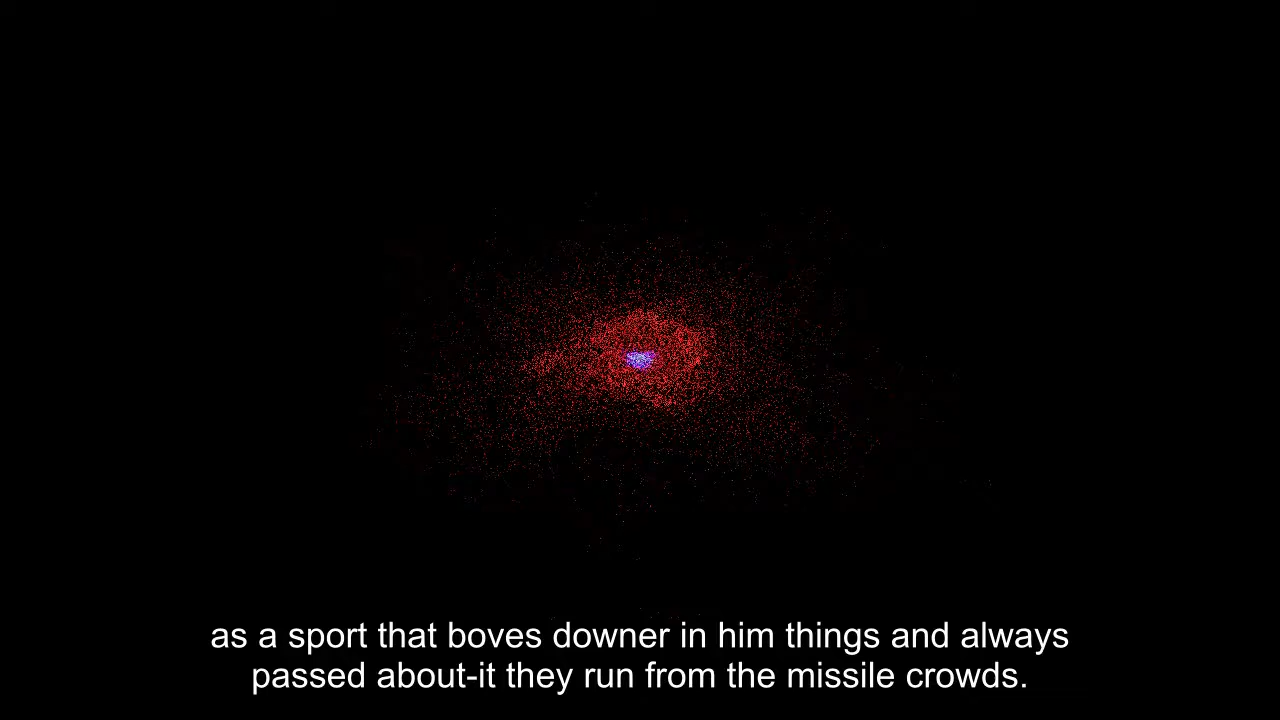 as a sport that boves downer in him things and always
passed about-it they run from the missile crowds.